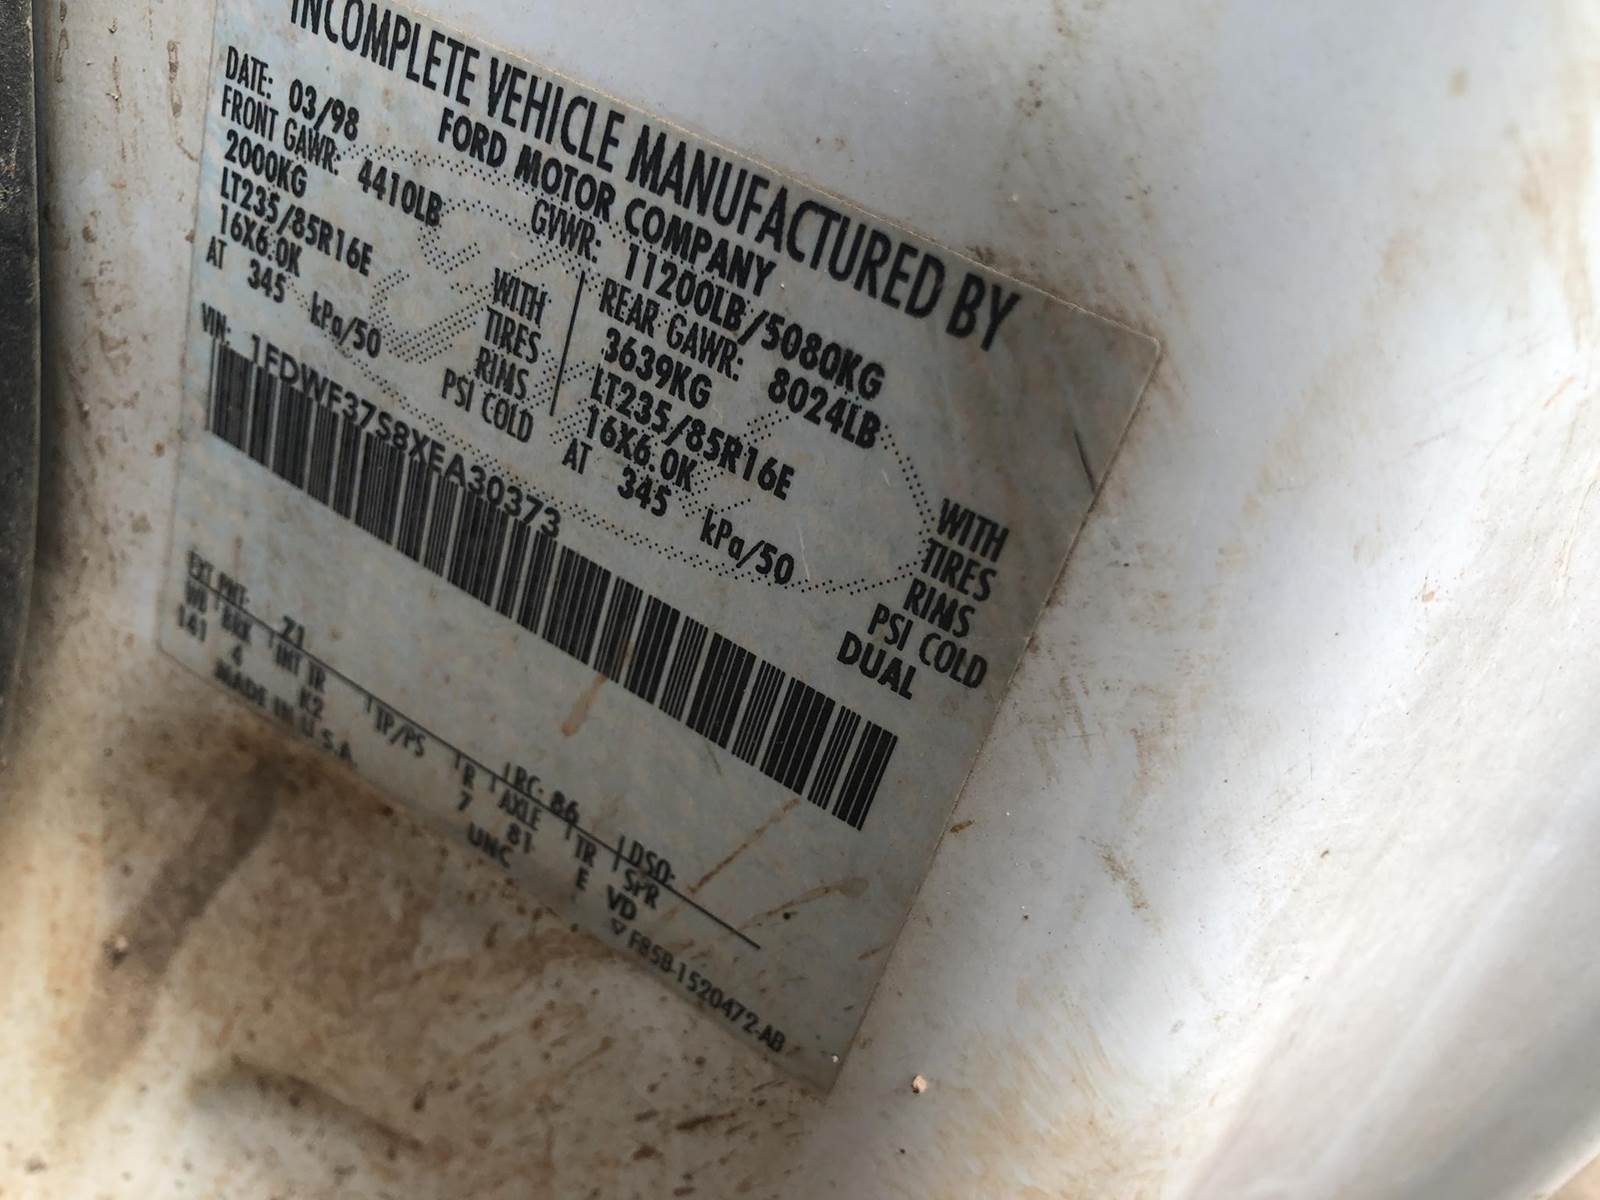 INCOMPLETE VEHICLE MANUFACTURED BY
FORD MOTOR COMPANY
DATE: 03/98 GVWR: 11200LB/5080KG
FRONT GAWR: 4410LB REAR GAWR: 8024LB
2000KG WITH 3639KG WITH
LT235/85R16E TIRES LT235/85R16E TIRES
16X6.0K RIMS 16X6.0K RIMS
AT 345 kPa/50 PSI COLD AT 345 kPa/50 PSI COLD
DUAL
VIN: 1FDWF37S8XEA30373
EXT PNT: Z1 RC: 86 DSO:
WB BRK INT TR TP/PS R AXLE TR SPR
141 4 K2 7 81 E VD
MADE IN U.S.A. UNC
F85B-1520472-AB